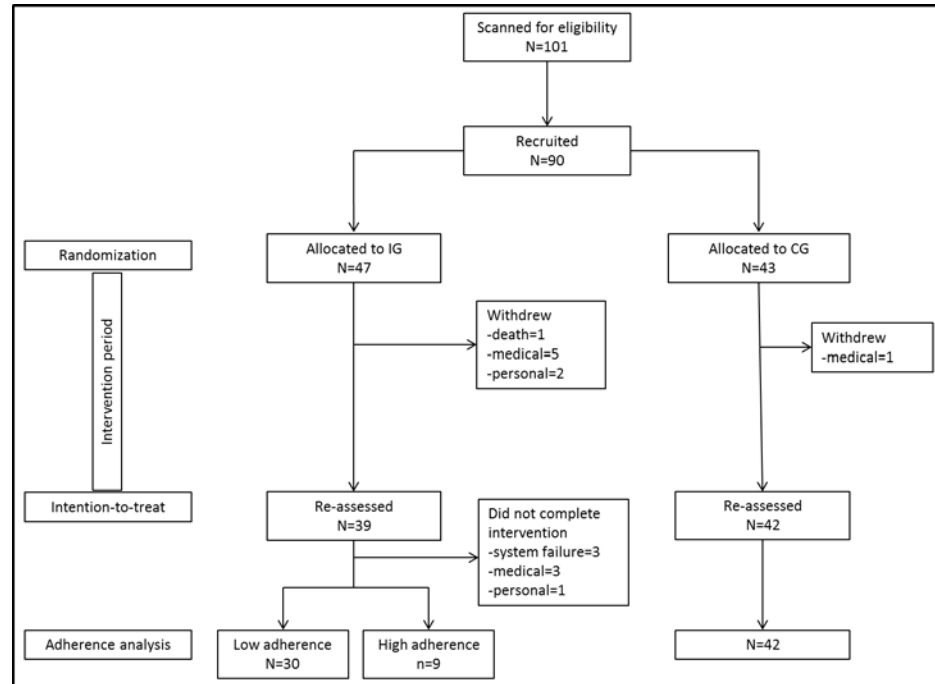 Scanned for eligibility
N=101
Recruited
N=90
Randomization
Allocated to IG
N=47
Allocated to CG
N=43
Intervention period
Withdrew
-death=1
-medical=5
-personal=2
Withdrew
-medical=1
Intention-to-treat
Re-assessed
N=39
Did not complete
intervention
-system failure=3
-medical=3
-personal=1
Re-assessed
N=42
Adherence analysis
Low adherence
N=30
High adherence
n=9
N=42